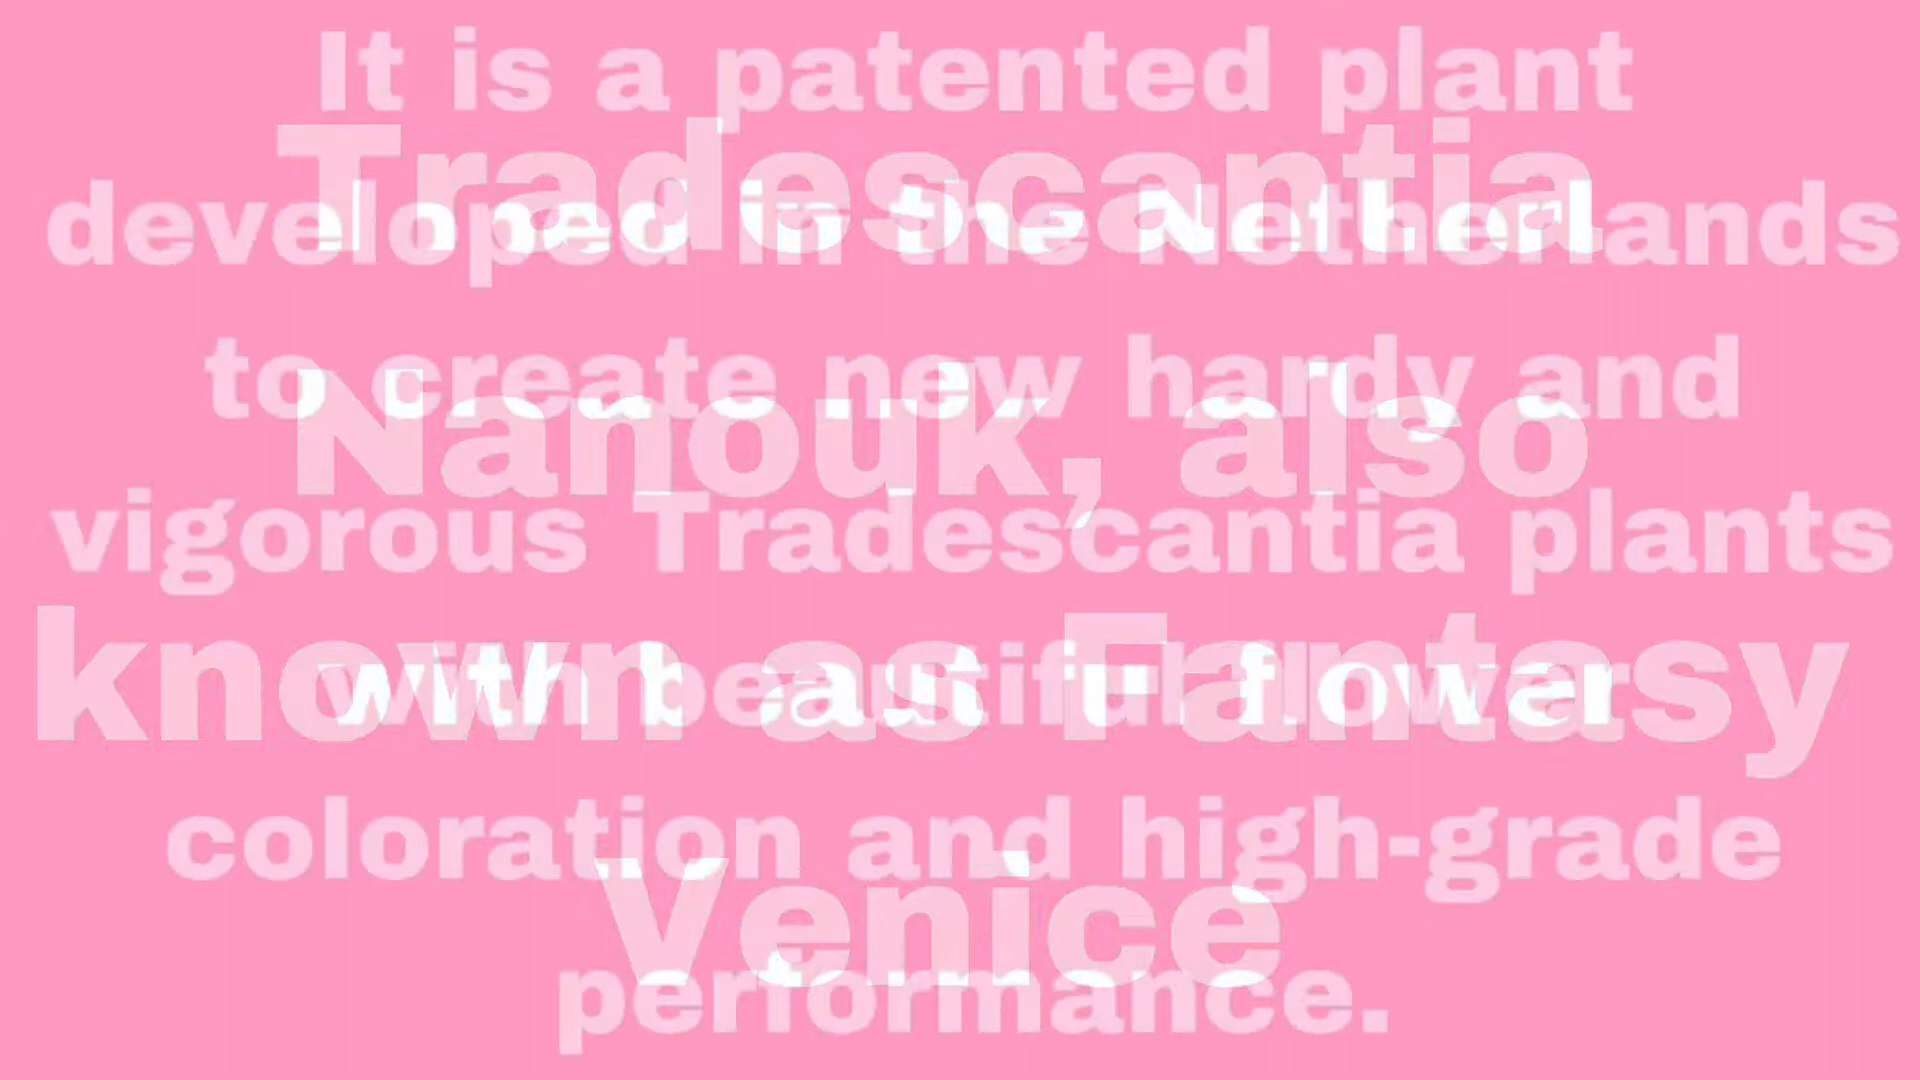 It is a patented plant
developed in the Netherlands
to create new hardy and
vigorous Tradescantia plants
with beautiful flower
coloration and high-grade
performance.
Tradescantia
Nanouk, also
known as Fantasy
Venice